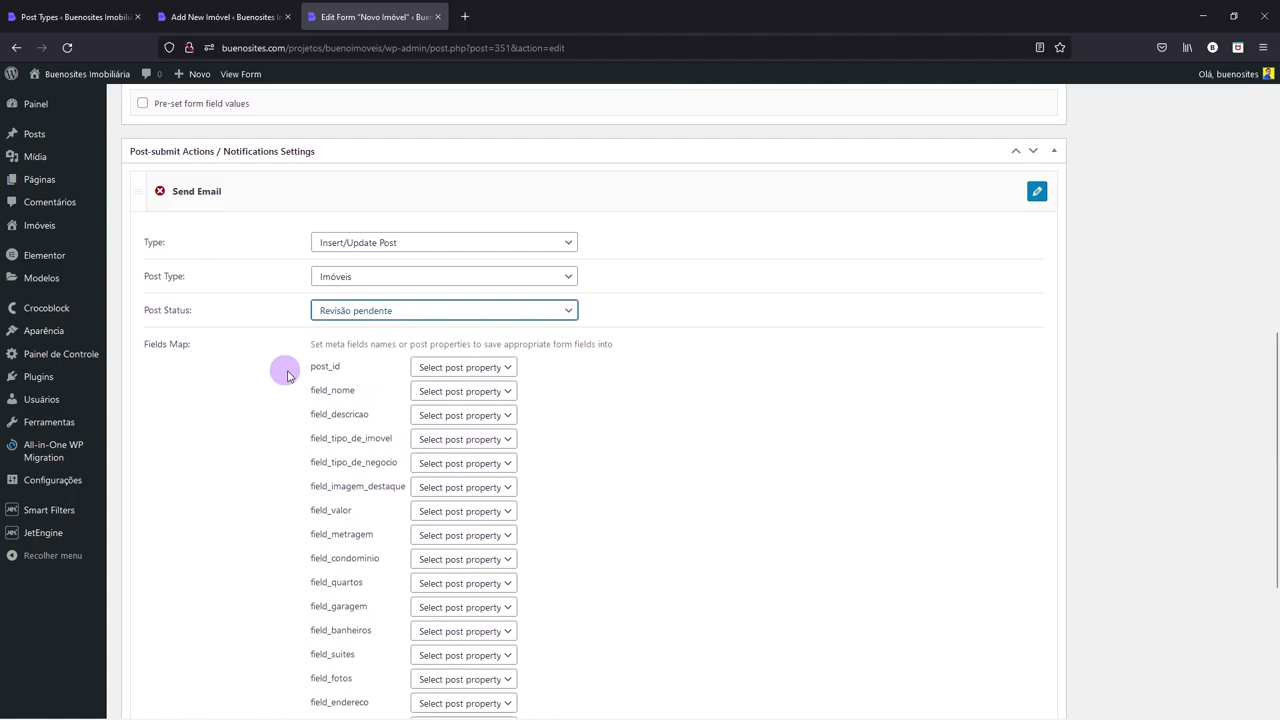 Post Types ‹ Buenosites Imobiliá
Add New Imóvel ‹ Buenosites In
Edit Form "Novo Imóvel" ‹ Bue
buenosites.com/projetos/buenoimoveis/wp-admin/post.php?post=351&action=edit
Buenosites Imobiliária
0
Novo
View Form
Olá, buenosites
Painel
Posts
Mídia
Páginas
Comentários
Imóveis
Elementor
Modelos
Crocoblock
Aparência
Painel de Controle
Plugins
Usuários
Ferramentas
All-in-One WP
Migration
Configurações
Smart Filters
JetEngine
Recolher menu
Pre-set form field values
Post-submit Actions / Notifications Settings
Send Email
Type:
Insert/Update Post
Post Type:
Imóveis
Post Status:
Revisão pendente
Fields Map:
Set meta fields names or post properties to save appropriate form fields into
post_id Select post property
field_nome Select post property
field_descricao Select post property
field_tipo_de_imovel Select post property
field_tipo_de_negocio Select post property
field_imagem_destaque Select post property
field_valor Select post property
field_metragem Select post property
field_condominio Select post property
field_quartos Select post property
field_garagem Select post property
field_banheiros Select post property
field_suites Select post property
field_fotos Select post property
field_endereco Select post property